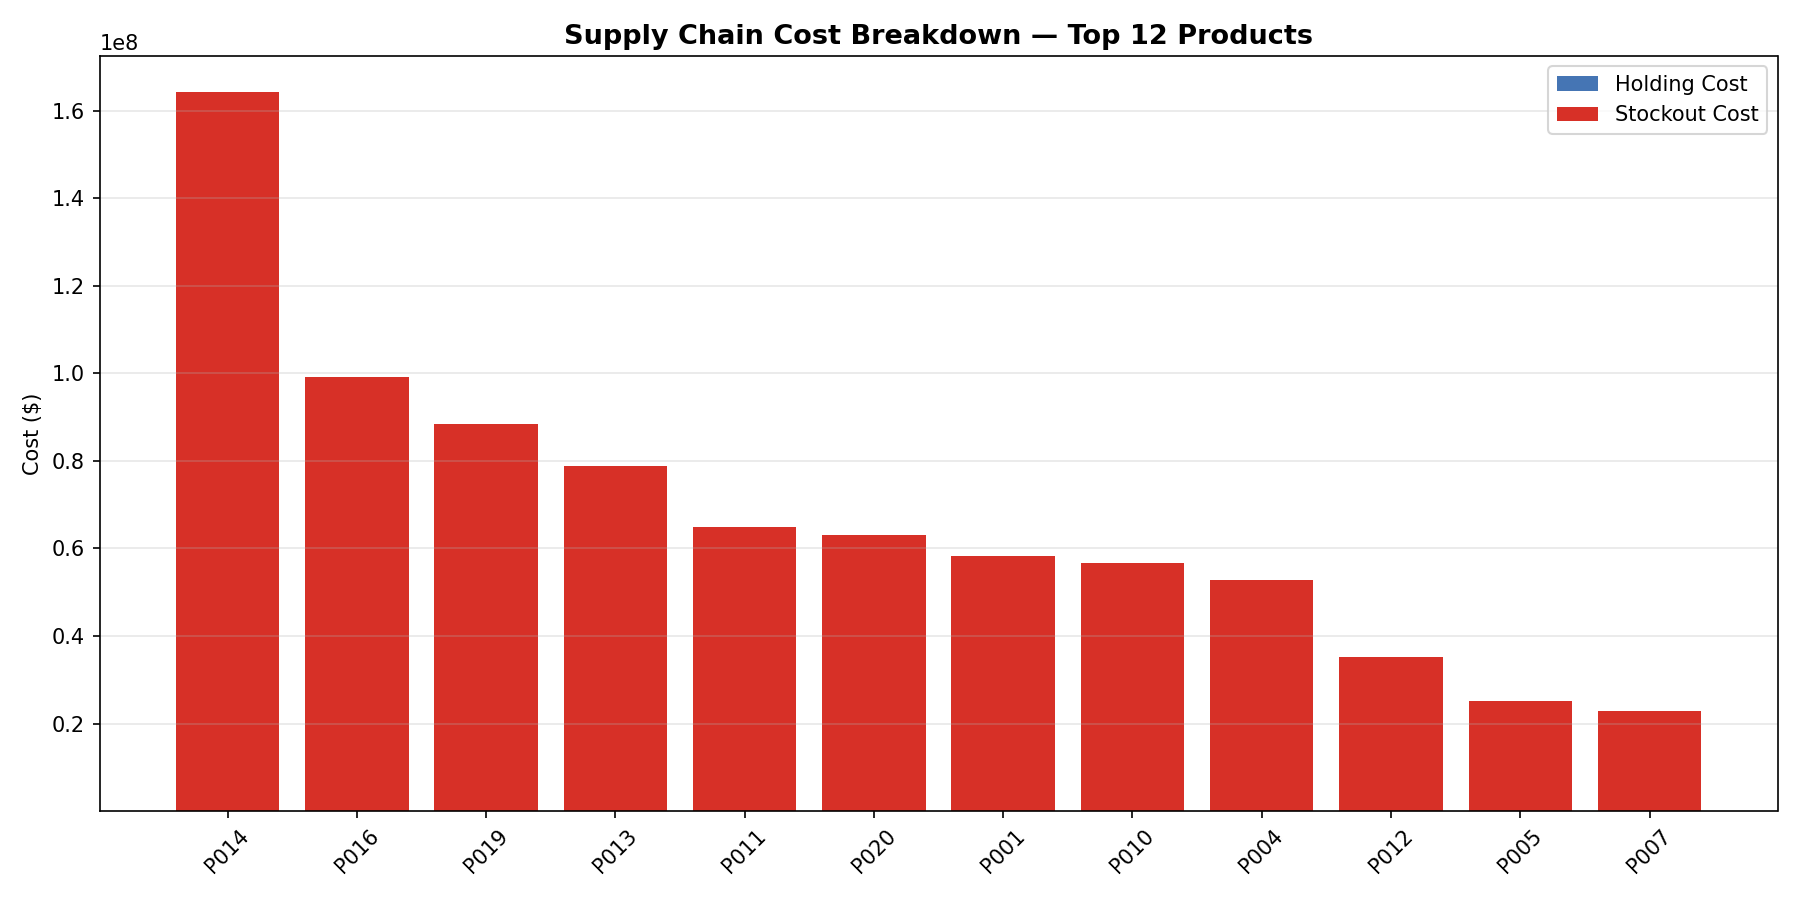 Supply Chain Cost Breakdown — Top 12 Products
1e8
Holding Cost
Stockout Cost
1.6
1.4
1.2
1.0
0.8
0.6
0.4
0.2
Cost ($)
P014
P016
P019
P013
P011
P020
P001
P010
P004
P012
P005
P007